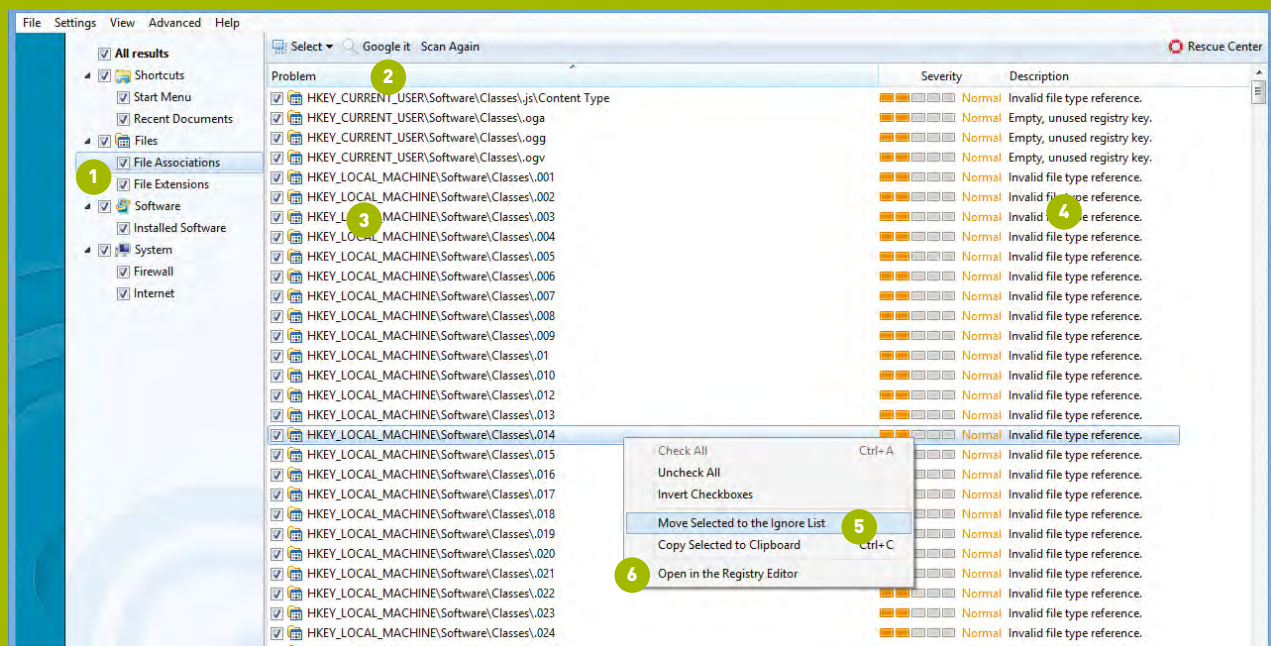 File Settings View Advanced Help
Select Google it Scan Again Rescue Center
All results
Shortcuts
Start Menu
Recent Documents
Files
1 File Associations
File Extensions
Software
Installed Software
System
Firewall
Internet
Problem 2 Severity Description
HKEY_CURRENT_USER\Software\Classes\.js\Content Type Normal Invalid file type reference.
HKEY_CURRENT_USER\Software\Classes\.oga Normal Empty, unused registry key.
HKEY_CURRENT_USER\Software\Classes\.ogg Normal Empty, unused registry key.
HKEY_CURRENT_USER\Software\Classes\.ogv Normal Empty, unused registry key.
HKEY_LOCAL_MACHINE\Software\Classes\.001 Normal Invalid file type reference.
HKEY_LOCAL_MACHINE\Software\Classes\.002 Normal Invalid file type reference.
HKEY_L 3 MACHINE\Software\Classes\.003 Normal Invalid fi 4 e reference.
HKEY_LOCAL_MACHINE\Software\Classes\.004 Normal Invalid file type reference.
HKEY_LOCAL_MACHINE\Software\Classes\.005 Normal Invalid file type reference.
HKEY_LOCAL_MACHINE\Software\Classes\.006 Normal Invalid file type reference.
HKEY_LOCAL_MACHINE\Software\Classes\.007 Normal Invalid file type reference.
HKEY_LOCAL_MACHINE\Software\Classes\.008 Normal Invalid file type reference.
HKEY_LOCAL_MACHINE\Software\Classes\.009 Normal Invalid file type reference.
HKEY_LOCAL_MACHINE\Software\Classes\.01 Normal Invalid file type reference.
HKEY_LOCAL_MACHINE\Software\Classes\.010 Normal Invalid file type reference.
HKEY_LOCAL_MACHINE\Software\Classes\.012 Normal Invalid file type reference.
HKEY_LOCAL_MACHINE\Software\Classes\.013 Normal Invalid file type reference.
HKEY_LOCAL_MACHINE\Software\Classes\.014 Normal Invalid file type reference.
HKEY_LOCAL_MACHINE\Software\Classes\.015 Normal Invalid file type reference.
HKEY_LOCAL_MACHINE\Software\Classes\.016 Normal Invalid file type reference.
HKEY_LOCAL_MACHINE\Software\Classes\.017 Normal Invalid file type reference.
HKEY_LOCAL_MACHINE\Software\Classes\.018 Normal Invalid file type reference.
HKEY_LOCAL_MACHINE\Software\Classes\.019 Normal Invalid file type reference.
HKEY_LOCAL_MACHINE\Software\Classes\.020 Normal Invalid file type reference.
HKEY_LOCAL_MACHINE\Software\Classes\.021 Normal Invalid file type reference.
HKEY_LOCAL_MACHINE\Software\Classes\.022 Normal Invalid file type reference.
HKEY_LOCAL_MACHINE\Software\Classes\.023 Normal Invalid file type reference.
HKEY_LOCAL_MACHINE\Software\Classes\.024 Normal Invalid file type reference.
Check All Ctrl+A
Uncheck All
Invert Checkboxes
Move Selected to the Ignore List 5
Copy Selected to Clipboard Ctrl+C
6 Open in the Registry Editor